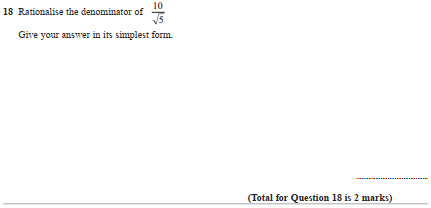 18 Rationalise the denominator of 10/√5
Give your answer in its simplest form.
(Total for Question 18 is 2 marks)